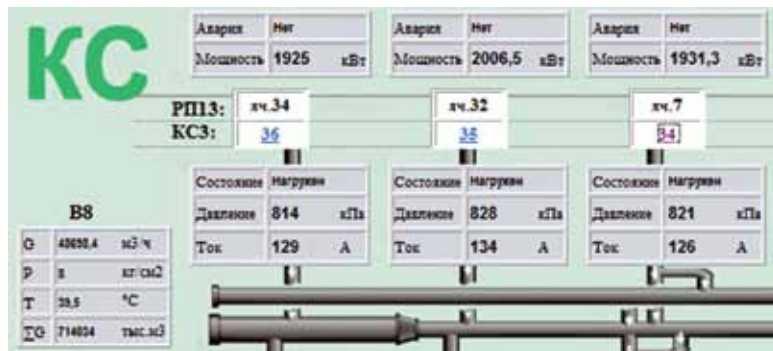 КС
Авария Нет Авария Нет Авария Нет
Мощность 1925 кВт Мощность 2006,5 кВт Мощность 1931,3 кВт
РП13: яч.34 яч.32 яч.7
КС3: 36 35 34
Состояние Нагружен Состояние Нагружен Состояние Нагружен
В8 Давление 814 кПа Давление 828 кПа Давление 821 кПа
G м3/ч Ток 129 А Ток 134 А Ток 126 А
P 8 кг/см2
T 39,5 °С
ΣG 714034 тыс.м3